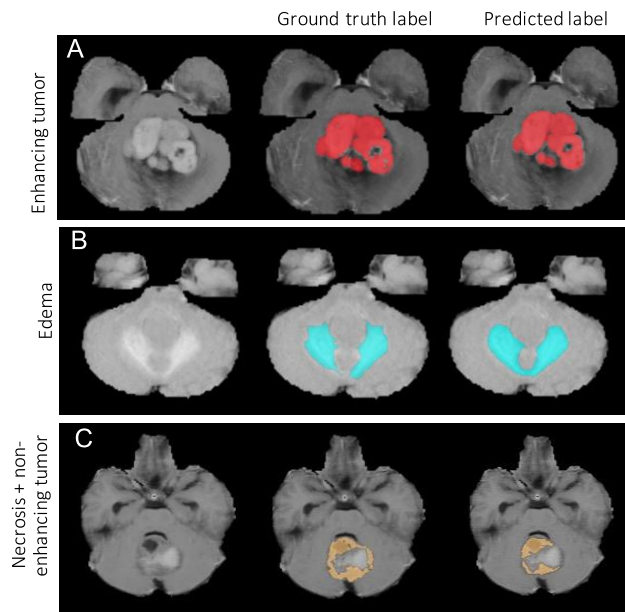 Ground truth label
Predicted label
A
Enhancing tumor
B
Edema
C
Necrosis + non-
enhancing tumor